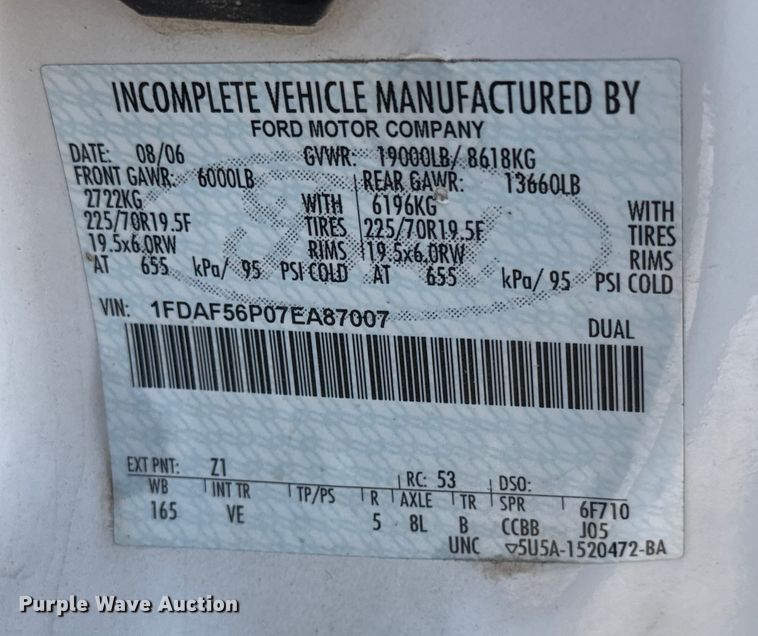 INCOMPLETE VEHICLE MANUFACTURED BY
FORD MOTOR COMPANY
DATE: 08/06 GVWR: 19000LB/ 8618KG
FRONT GAWR: 6000LB REAR GAWR: 13660LB
2722KG WITH 6196KG WITH
225/70R19.5F TIRES 225/70R19.5F TIRES
19.5x6.0RW RIMS 19.5x6.0RW RIMS
AT 655 kPa/ 95 PSI COLD AT 655 kPa/ 95 PSI COLD
VIN: 1FDAF56P07EA87007 DUAL
EXT PNT: Z1 RC: 53 DSO:
WB INT TR TP/PS R AXLE TR SPR 6F710
165 VE 5 8L B CCBB J05
UNC ▽5U5A-1520472-BA
Purple Wave Auction